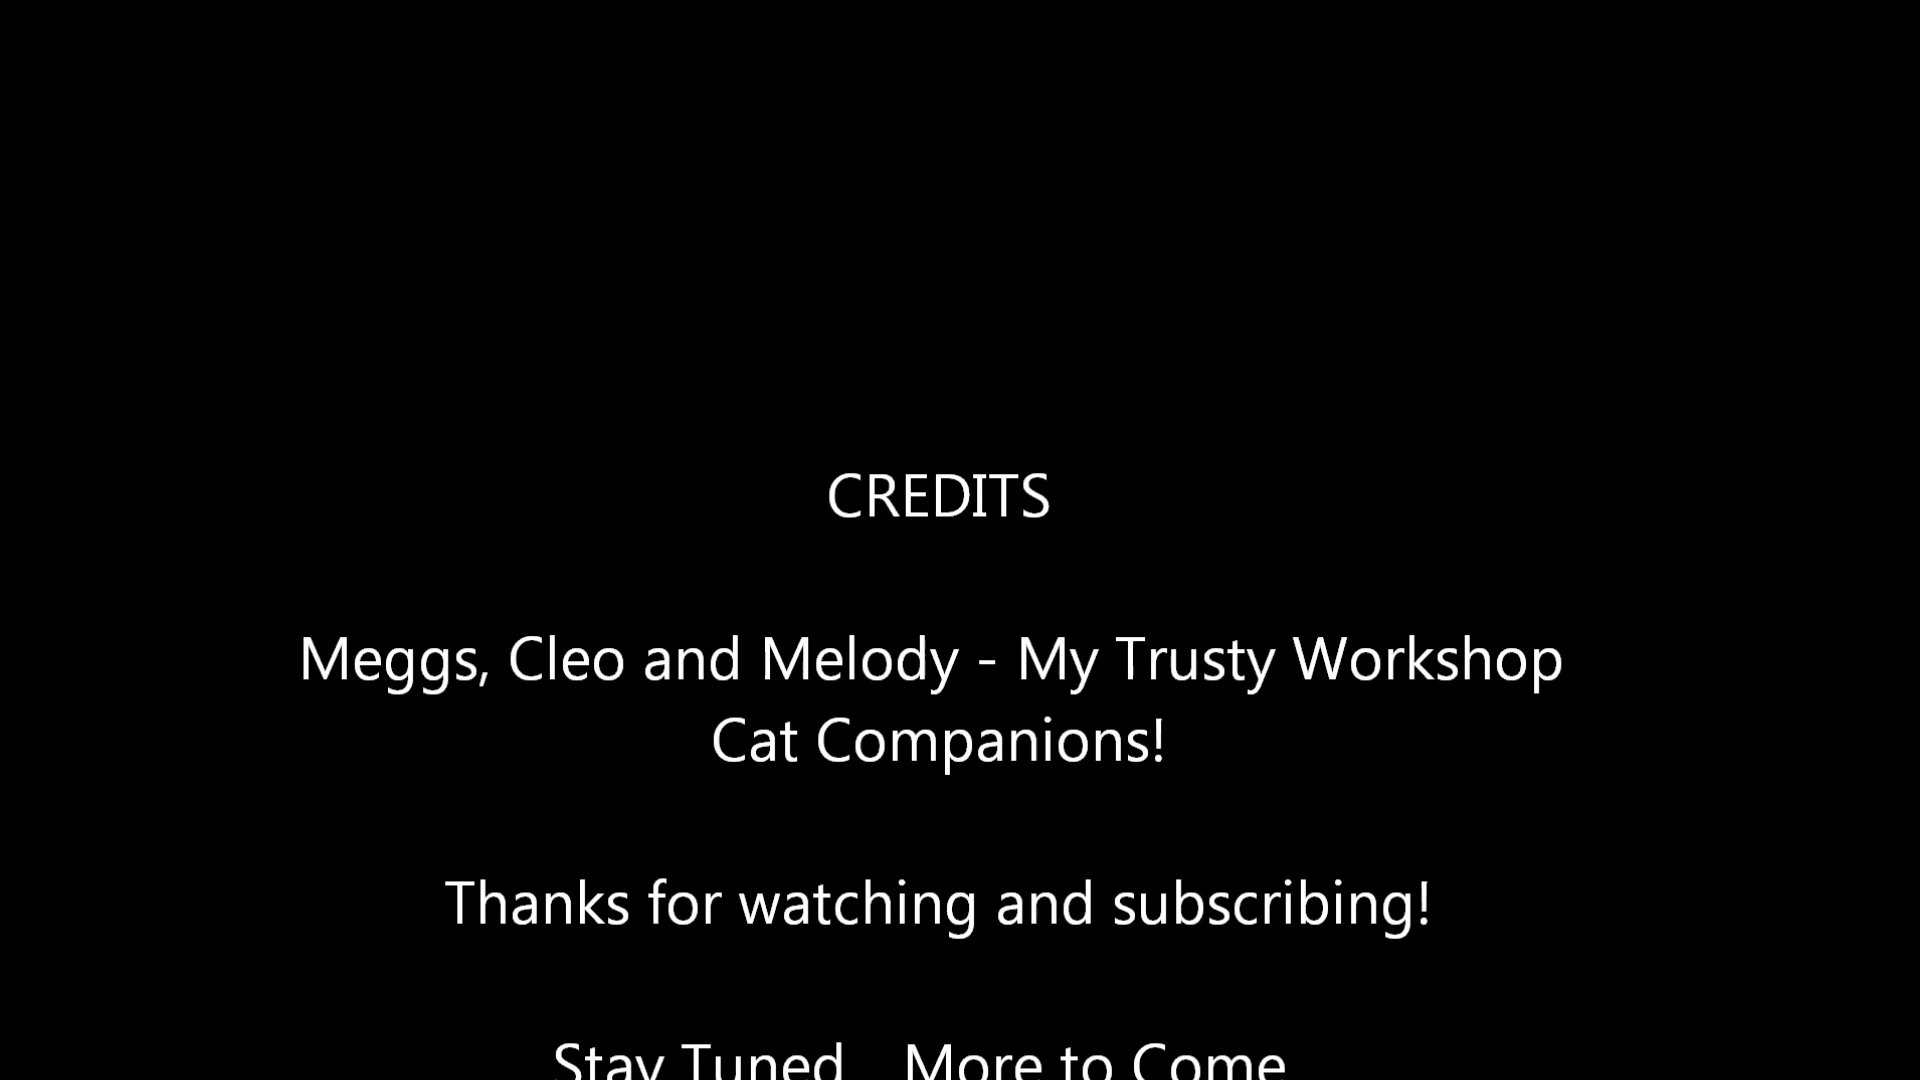 CREDITS
Meggs, Cleo and Melody - My Trusty Workshop
Cat Companions!
Thanks for watching and subscribing!
Stay Tuned   More to Come